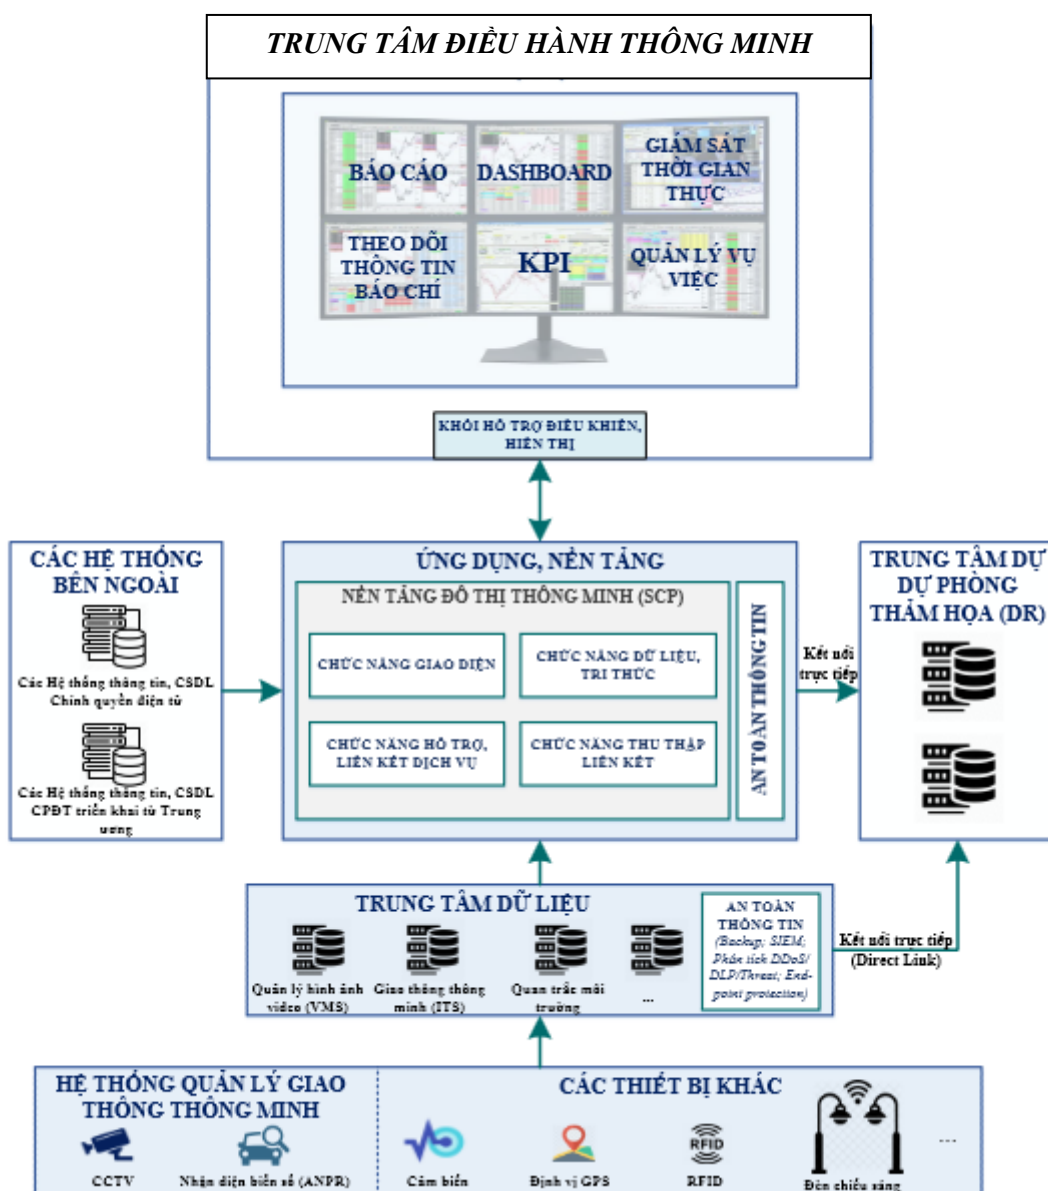 TRUNG TÂM ĐIỀU HÀNH THÔNG MINH
BÁO CÁO
DASHBOARD
GIÁM SÁT
THỜI GIAN
THỰC
THEO DÕI
THÔNG TIN
BÁO CHÍ
KPI
QUẢN LÝ VỤ
VIỆC
KHỐI HỖ TRỢ ĐIỀU KHIỂN,
HIỂN THỊ
CÁC HỆ THỐNG
BÊN NGOÀI
Các Hệ thống thông tin, CSDL
Chính quyền điện tử
Các Hệ thống thông tin, CSDL
CPĐT triển khai từ Trung
ương
ỨNG DỤNG, NỀN TẢNG
NỀN TẢNG ĐÔ THỊ THÔNG MINH (SCP)
CHỨC NĂNG GIAO DIỆN
CHỨC NĂNG DỮ LIỆU,
TRI THỨC
CHỨC NĂNG HỖ TRỢ,
LIÊN KẾT DỊCH VỤ
CHỨC NĂNG THU THẬP
LIÊN KẾT
AN TOÀN THÔNG TIN
Kết nối
trực tiếp
TRUNG TÂM DỰ
DỰ PHÒNG
THẢM HỌA (DR)
TRUNG TÂM DỮ LIỆU
Quản lý hình ảnh
video (VMS)
Giao thông thông
minh (ITS)
Quan trắc môi
trường
...
AN TOÀN
THÔNG TIN
(Backup; SIEM;
Phân tích DDoS/
DLP/Threat; End-
point protection)
Kết nối trực tiếp
(Direct Link)
HỆ THỐNG QUẢN LÝ GIAO
THÔNG THÔNG MINH
CCTV
Nhận diện biển số (ANPR)
CÁC THIẾT BỊ KHÁC
Cảm biến
Định vị GPS
RFID
RFID
Đèn chiếu sáng
...